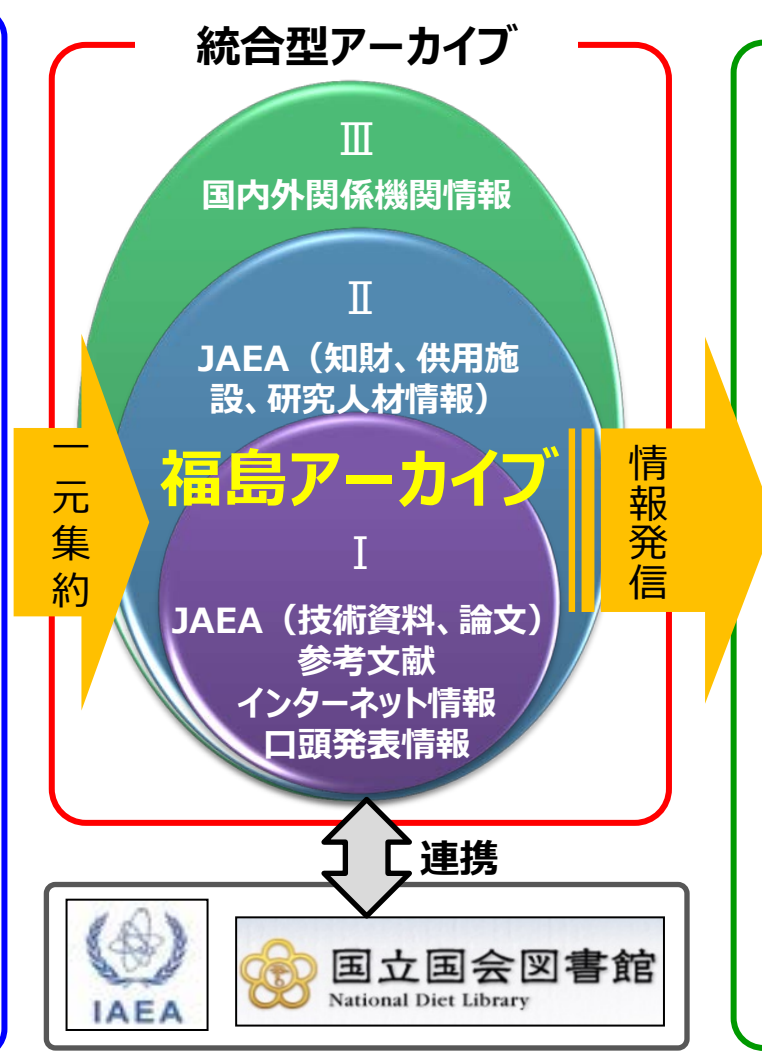 統合型アーカイブ
Ⅲ
国内外関係機関情報
Ⅱ
JAEA（知財、供用施
設、研究人材情報）
一元集約
福島アーカイブ
情報発信
Ⅰ
JAEA（技術資料、論文）
参考文献
インターネット情報
口頭発表情報
連携
IAEA
国立国会図書館
National Diet Library